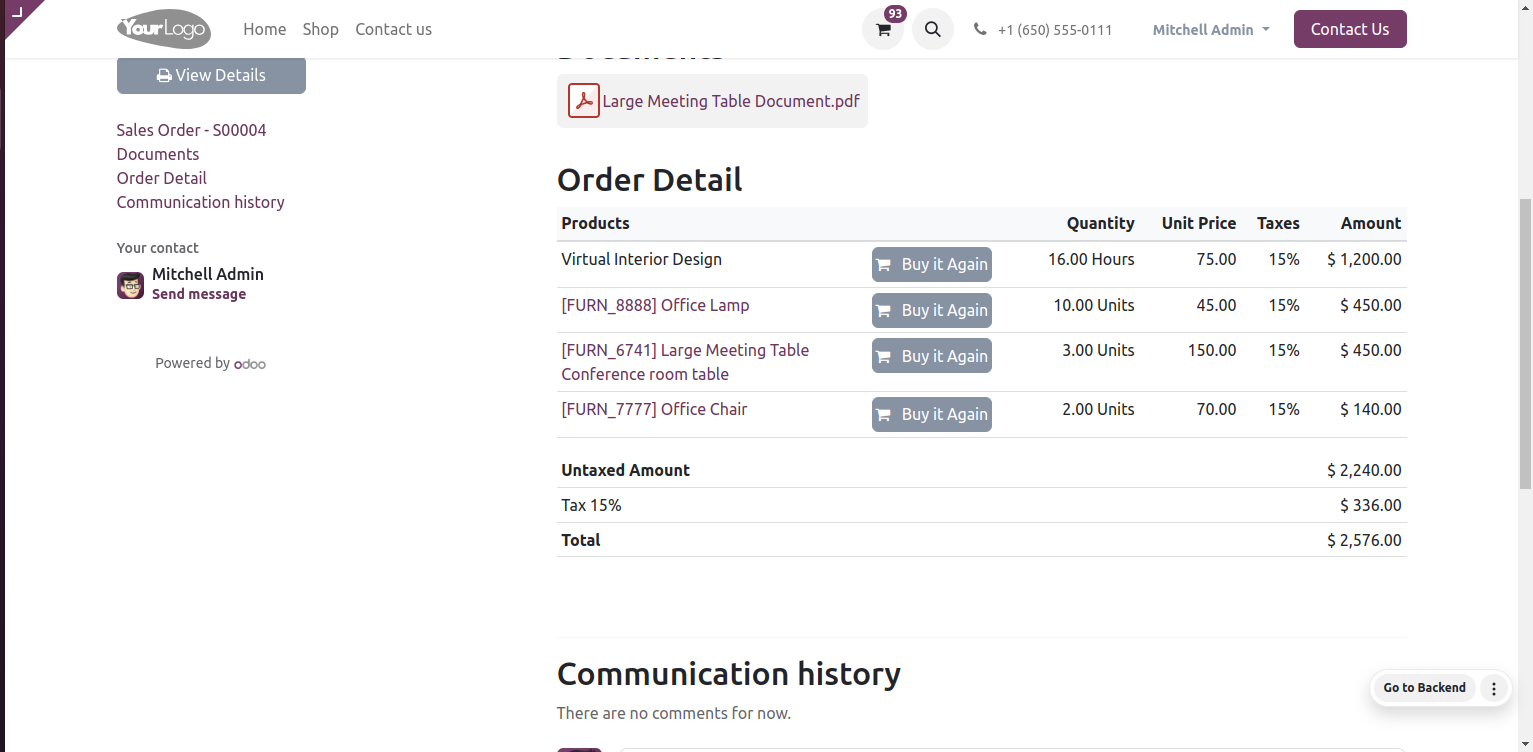 YourLogo
Home Shop Contact us
93
+1 (650) 555-0111
Mitchell Admin
Contact Us
View Details
Sales Order - S00004
Documents
Order Detail
Communication history
Your contact
Mitchell Admin
Send message
Powered by odoo
Documents
Large Meeting Table Document.pdf
Order Detail
Products Quantity Unit Price Taxes Amount
Virtual Interior Design Buy it Again 16.00 Hours 75.00 15% $ 1,200.00
[FURN_8888] Office Lamp Buy it Again 10.00 Units 45.00 15% $ 450.00
[FURN_6741] Large Meeting Table Buy it Again 3.00 Units 150.00 15% $ 450.00
Conference room table
[FURN_7777] Office Chair Buy it Again 2.00 Units 70.00 15% $ 140.00
Untaxed Amount $ 2,240.00
Tax 15% $ 336.00
Total $ 2,576.00
Communication history
There are no comments for now.
Go to Backend